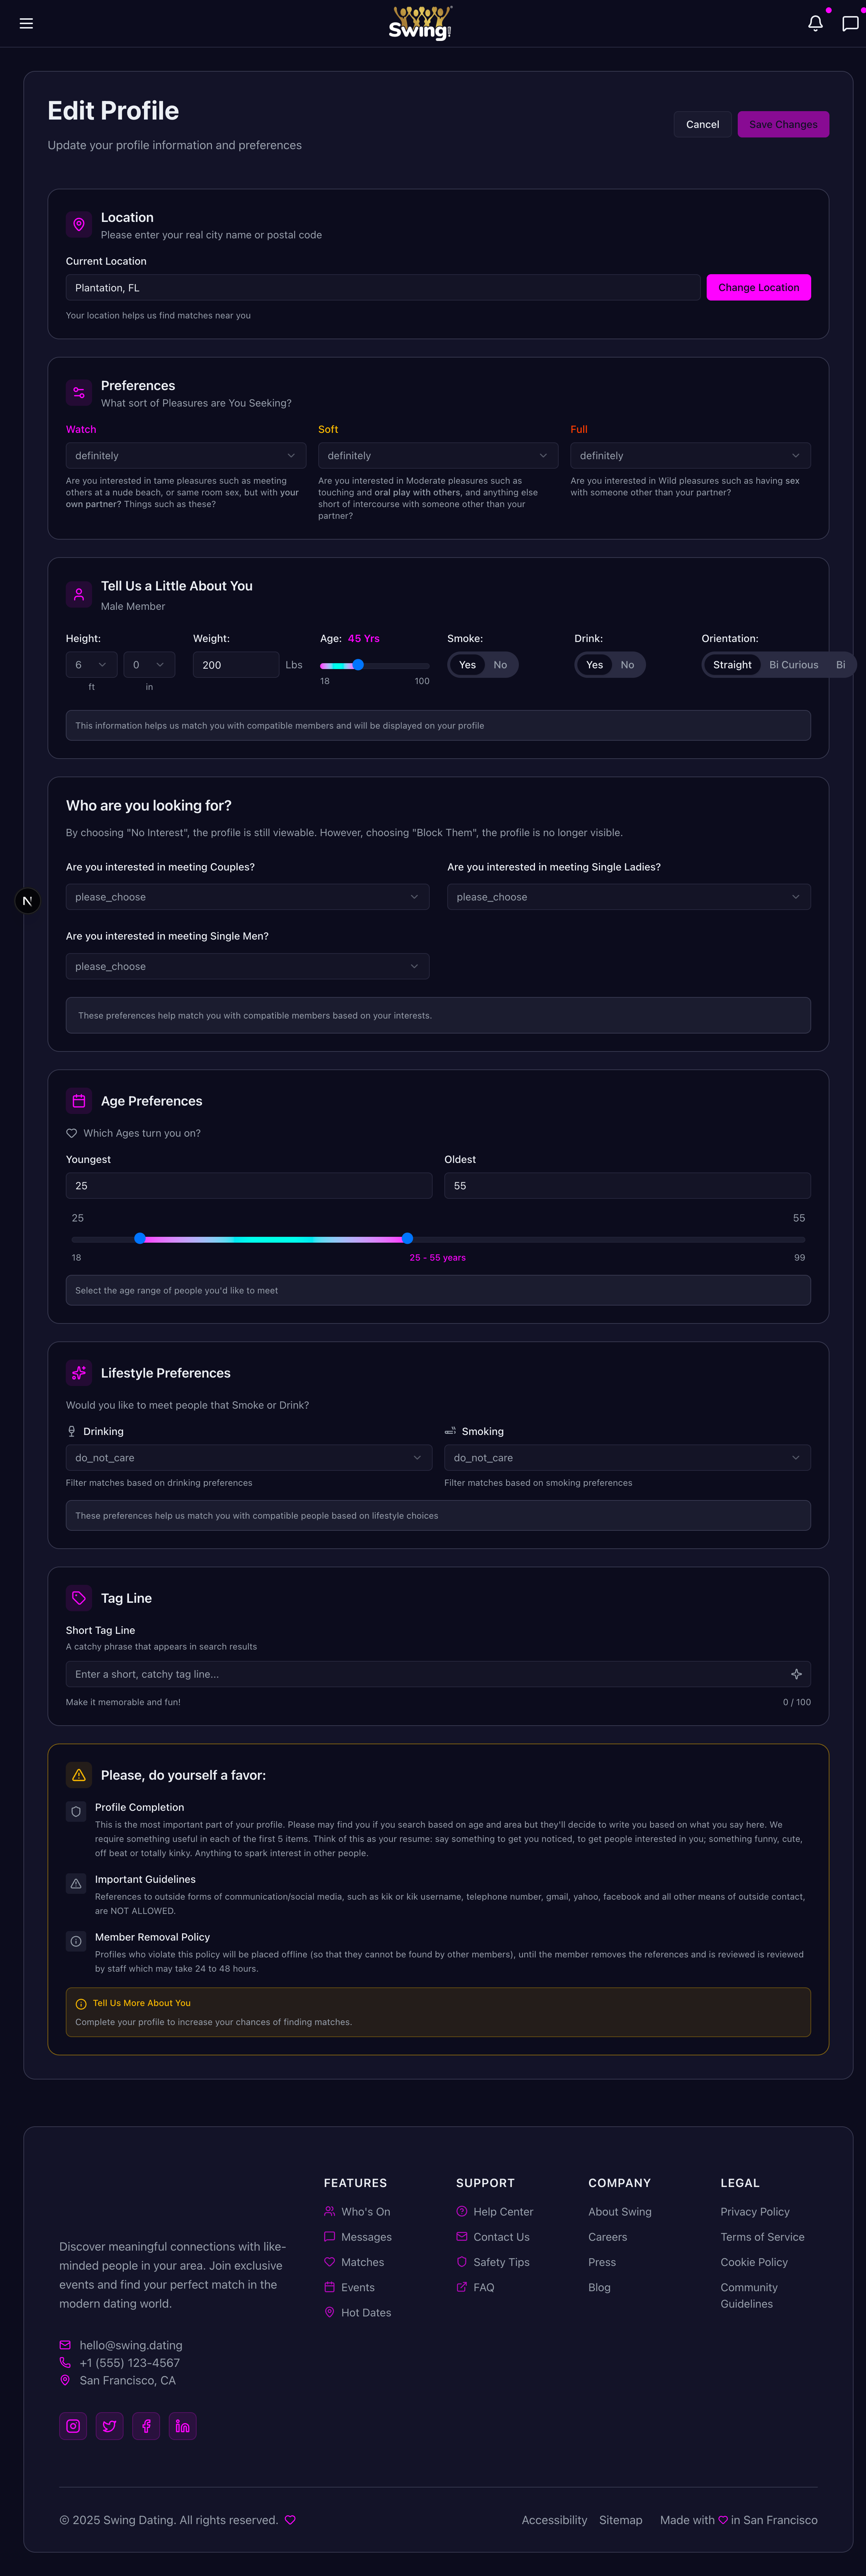 Swing!
Edit Profile
Update your profile information and preferences
Cancel
Save Changes
Location
Please enter your real city name or postal code
Current Location
Plantation, FL
Change Location
Your location helps us find matches near you
Preferences
What sort of Pleasures are You Seeking?
Watch
definitely
Are you interested in tame pleasures such as meeting
others at a nude beach, or same room sex, but with your
own partner? Things such as these?
Soft
definitely
Are you interested in Moderate pleasures such as
touching and oral play with others, and anything else
short of intercourse with someone other than your
partner?
Full
definitely
Are you interested in Wild pleasures such as having sex
with someone other than your partner?
Tell Us a Little About You
Male Member
Height:
6
ft
0
in
Weight:
200
Lbs
Age: 45 Yrs
18
100
Smoke:
Yes
No
Drink:
Yes
No
Orientation:
Straight
Bi Curious
Bi
This information helps us match you with compatible members and will be displayed on your profile
Who are you looking for?
By choosing "No Interest", the profile is still viewable. However, choosing "Block Them", the profile is no longer visible.
Are you interested in meeting Couples?
please_choose
Are you interested in meeting Single Ladies?
please_choose
N
Are you interested in meeting Single Men?
please_choose
These preferences help match you with compatible members based on your interests.
Age Preferences
Which Ages turn you on?
Youngest
25
Oldest
55
25
55
18
25 - 55 years
99
Select the age range of people you'd like to meet
Lifestyle Preferences
Would you like to meet people that Smoke or Drink?
Drinking
do_not_care
Filter matches based on drinking preferences
Smoking
do_not_care
Filter matches based on smoking preferences
These preferences help us match you with compatible people based on lifestyle choices
Tag Line
Short Tag Line
A catchy phrase that appears in search results
Enter a short, catchy tag line...
Make it memorable and fun!
0 / 100
Please, do yourself a favor:
Profile Completion
This is the most important part of your profile. Please may find you if you search based on age and area but they'll decide to write you based on what you say here. We
require something useful in each of the first 5 items. Think of this as your resume: say something to get you noticed, to get people interested in you; something funny, cute,
off beat or totally kinky. Anything to spark interest in other people.
Important Guidelines
References to outside forms of communication/social media, such as kik or kik username, telephone number, gmail, yahoo, facebook and all other means of outside contact,
are NOT ALLOWED.
Member Removal Policy
Profiles who violate this policy will be placed offline (so that they cannot be found by other members), until the member removes the references and is reviewed is reviewed
by staff which may take 24 to 48 hours.
Tell Us More About You
Complete your profile to increase your chances of finding matches.
Discover meaningful connections with like-
minded people in your area. Join exclusive
events and find your perfect match in the
modern dating world.
hello@swing.dating
+1 (555) 123-4567
San Francisco, CA
FEATURES
Who's On
Messages
Matches
Events
Hot Dates
SUPPORT
Help Center
Contact Us
Safety Tips
FAQ
COMPANY
About Swing
Careers
Press
Blog
LEGAL
Privacy Policy
Terms of Service
Cookie Policy
Community
Guidelines
© 2025 Swing Dating. All rights reserved.
Accessibility
Sitemap
Made with in San Francisco